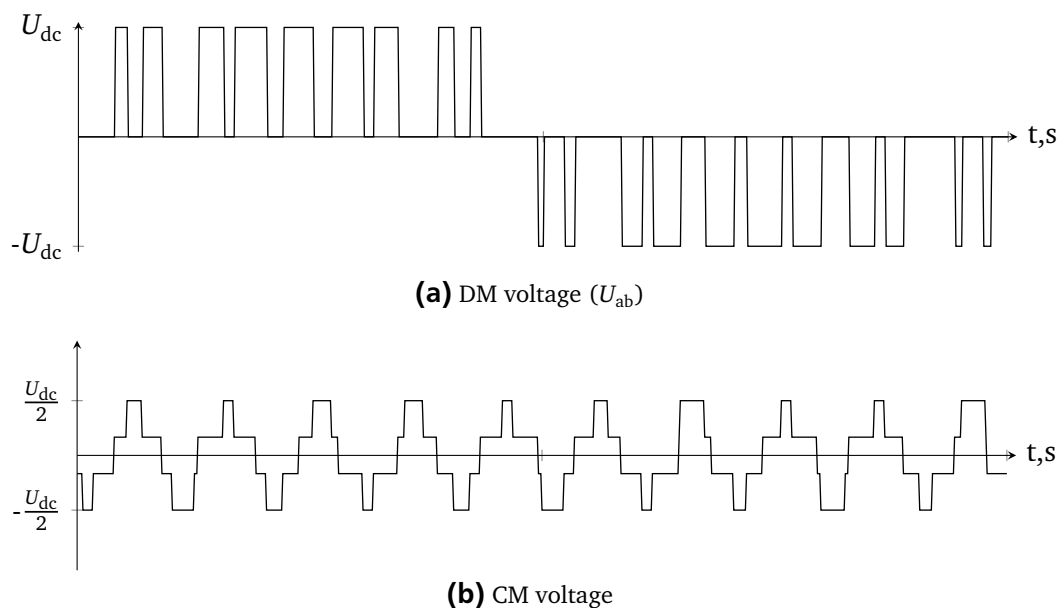 U_dc
t,s
-U_dc
(a) DM voltage (U_ab)
U_dc/2
t,s
-U_dc/2
(b) CM voltage